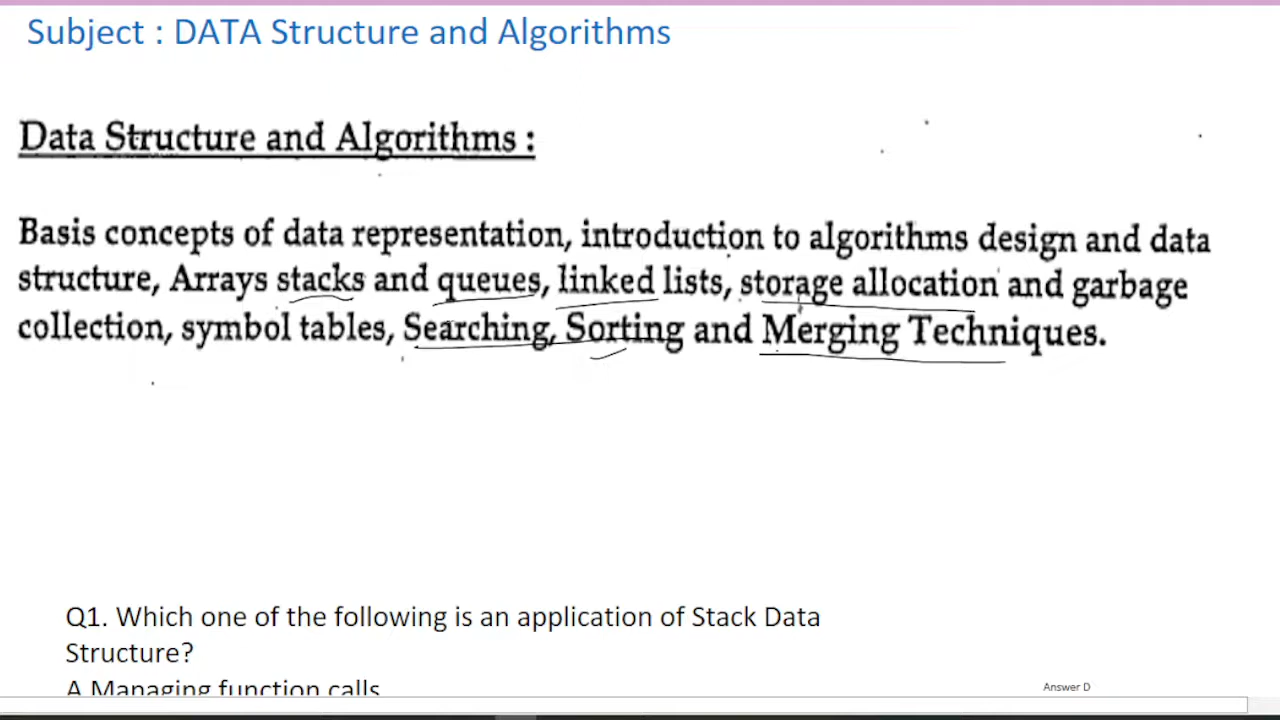 Subject : DATA Structure and Algorithms
Data Structure and Algorithms :
Basis concepts of data representation, introduction to algorithms design and data
structure, Arrays stacks and queues, linked lists, storage allocation and garbage
collection, symbol tables, Searching, Sorting and Merging Techniques.
Q1. Which one of the following is an application of Stack Data
Structure?
A Managing function calls
Answer D